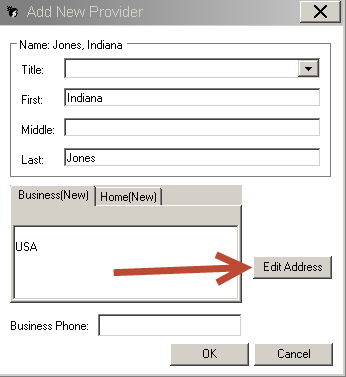 Add New Provider
Name: Jones, Indiana
Title:
First: Indiana
Middle:
Last: Jones
Business(New) Home(New)
USA
Edit Address
Business Phone:
OK Cancel